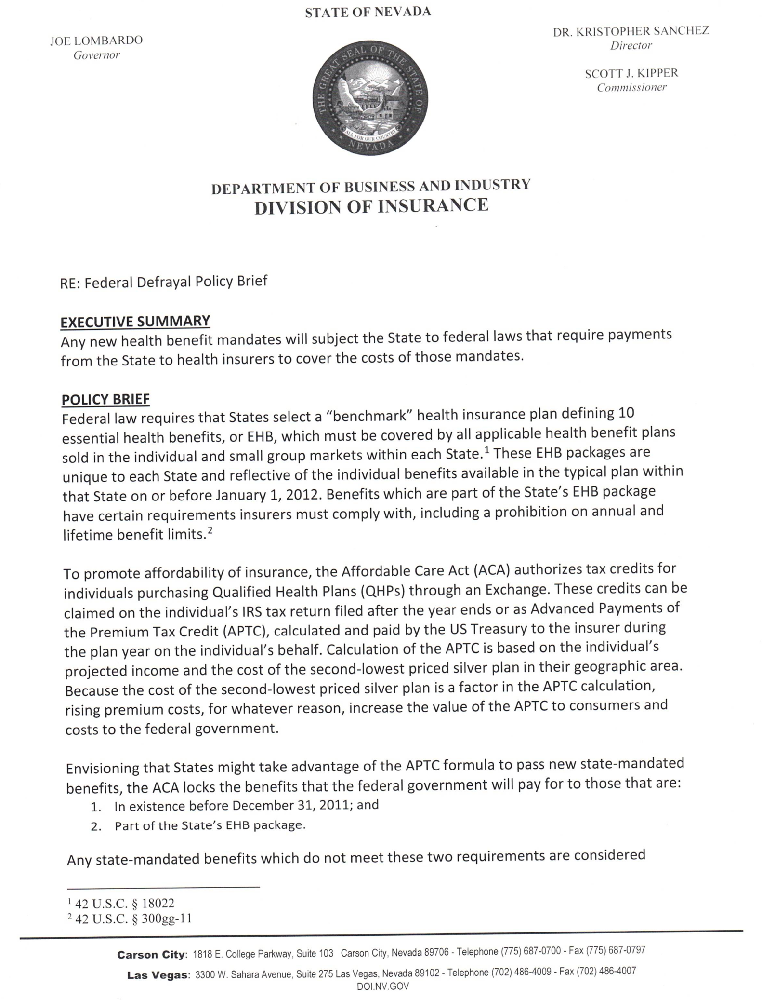 STATE OF NEVADA
JOE LOMBARDO
Governor
DR. KRISTOPHER SANCHEZ
Director
SCOTT J. KIPPER
Commissioner
THE GREAT SEAL OF THE STATE OF
NEVADA
ALL FOR OUR COUNTRY
DEPARTMENT OF BUSINESS AND INDUSTRY
DIVISION OF INSURANCE
RE: Federal Defrayal Policy Brief
EXECUTIVE SUMMARY
Any new health benefit mandates will subject the State to federal laws that require payments
from the State to health insurers to cover the costs of those mandates.
POLICY BRIEF
Federal law requires that States select a “benchmark” health insurance plan defining 10
essential health benefits, or EHB, which must be covered by all applicable health benefit plans
sold in the individual and small group markets within each State.¹ These EHB packages are
unique to each State and reflective of the individual benefits available in the typical plan within
that State on or before January 1, 2012. Benefits which are part of the State’s EHB package
have certain requirements insurers must comply with, including a prohibition on annual and
lifetime benefit limits.²
To promote affordability of insurance, the Affordable Care Act (ACA) authorizes tax credits for
individuals purchasing Qualified Health Plans (QHPs) through an Exchange. These credits can be
claimed on the individual’s IRS tax return filed after the year ends or as Advanced Payments of
the Premium Tax Credit (APTC), calculated and paid by the US Treasury to the insurer during
the plan year on the individual’s behalf. Calculation of the APTC is based on the individual’s
projected income and the cost of the second-lowest priced silver plan in their geographic area.
Because the cost of the second-lowest priced silver plan is a factor in the APTC calculation,
rising premium costs, for whatever reason, increase the value of the APTC to consumers and
costs to the federal government.
Envisioning that States might take advantage of the APTC formula to pass new state-mandated
benefits, the ACA locks the benefits that the federal government will pay for to those that are:
1. In existence before December 31, 2011; and
2. Part of the State’s EHB package.
Any state-mandated benefits which do not meet these two requirements are considered
¹ 42 U.S.C. § 18022
² 42 U.S.C. § 300gg-11
Carson City: 1818 E. College Parkway, Suite 103 Carson City, Nevada 89706 - Telephone (775) 687-0700 - Fax (775) 687-0797
Las Vegas: 3300 W. Sahara Avenue, Suite 275 Las Vegas, Nevada 89102 - Telephone (702) 486-4009 - Fax (702) 486-4007
DOI.NV.GOV